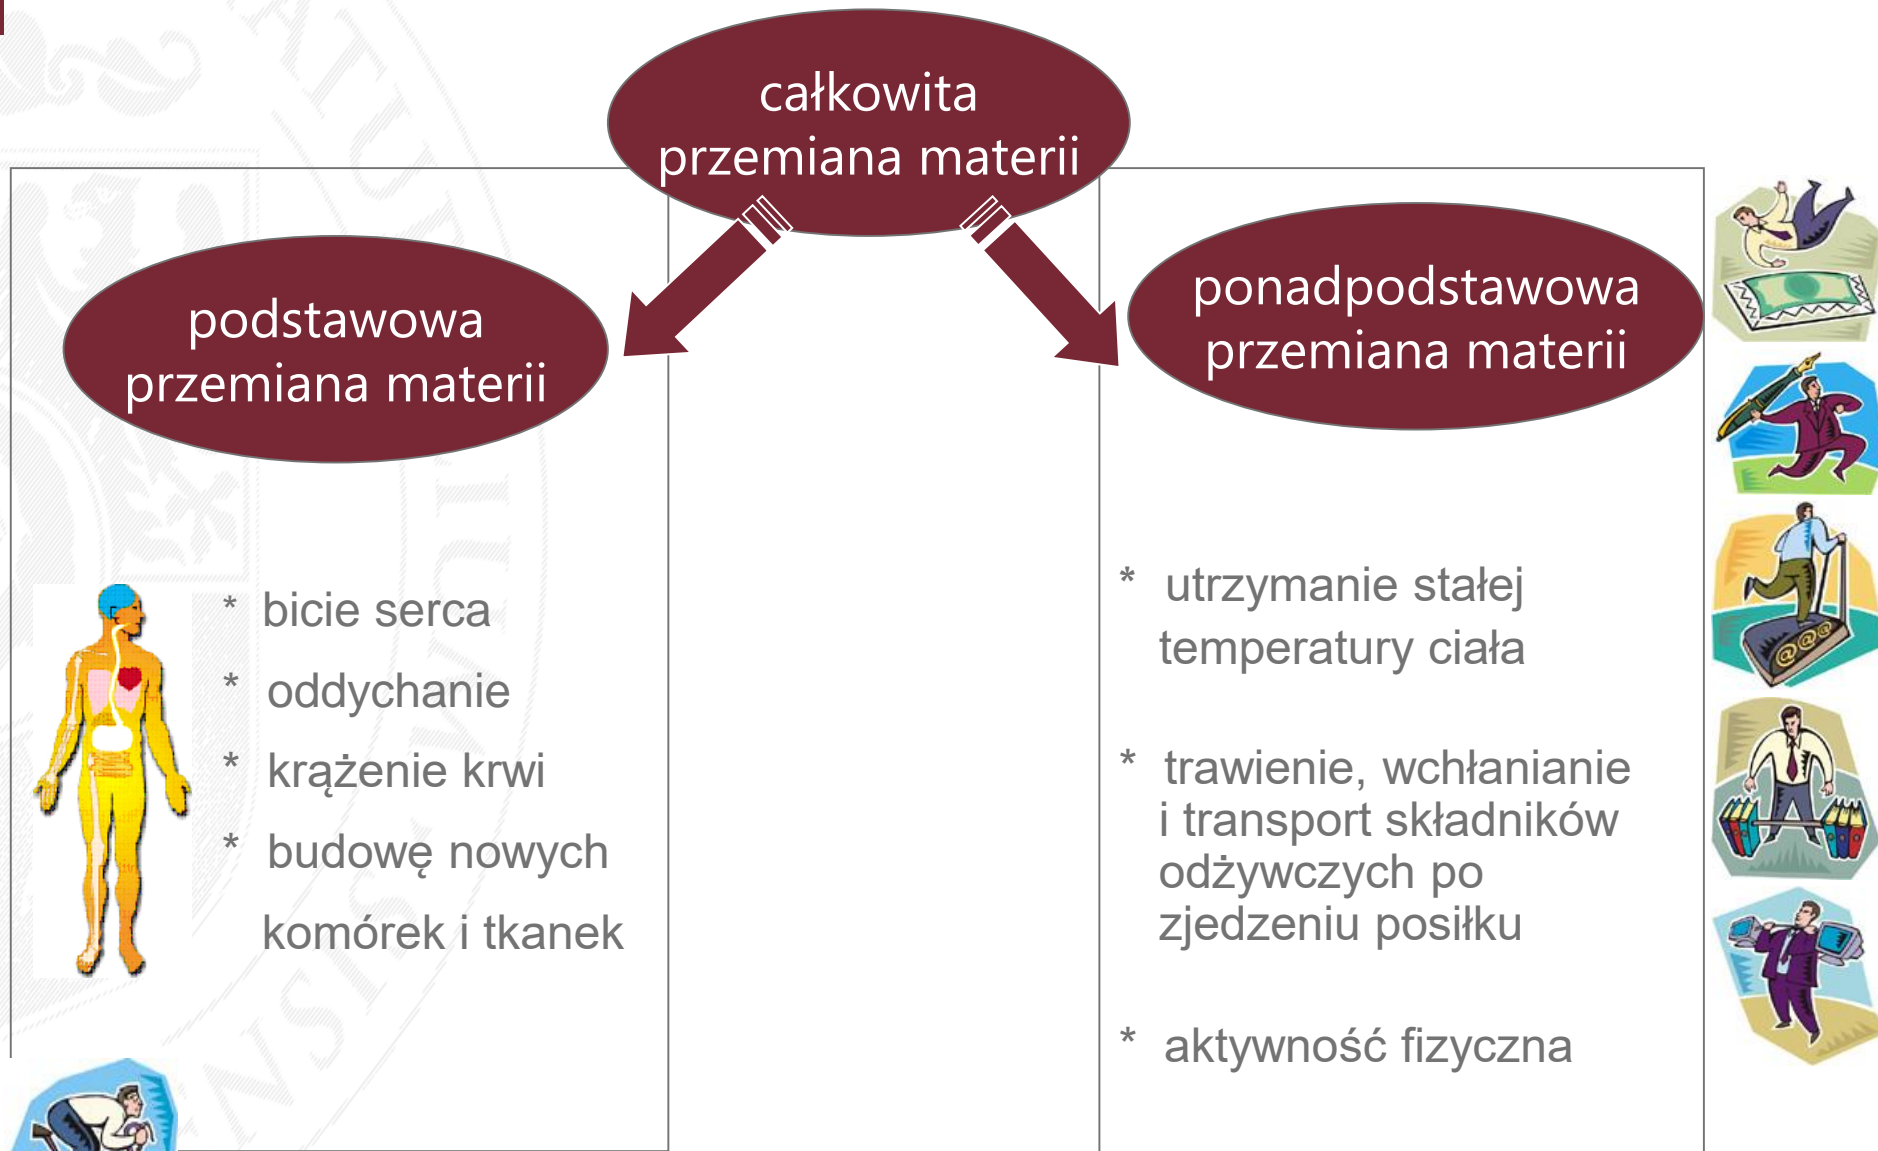 całkowita
przemiana materii
podstawowa
przemiana materii
* bicie serca
* oddychanie
* krążenie krwi
* budowę nowych
komórek i tkanek
ponadpodstawowa
przemiana materii
* utrzymanie stałej
temperatury ciała
* trawienie, wchłanianie
i transport składników
odżywczych po
zjedzeniu posiłku
* aktywność fizyczna